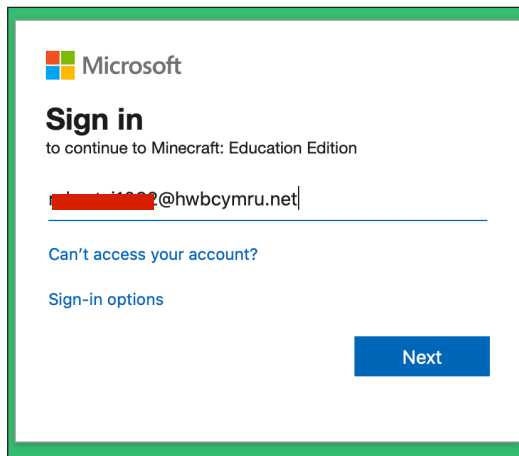 Microsoft
Sign in
to continue to Minecraft: Education Edition
@hwbcymru.net
Can't access your account?
Sign-in options
Next